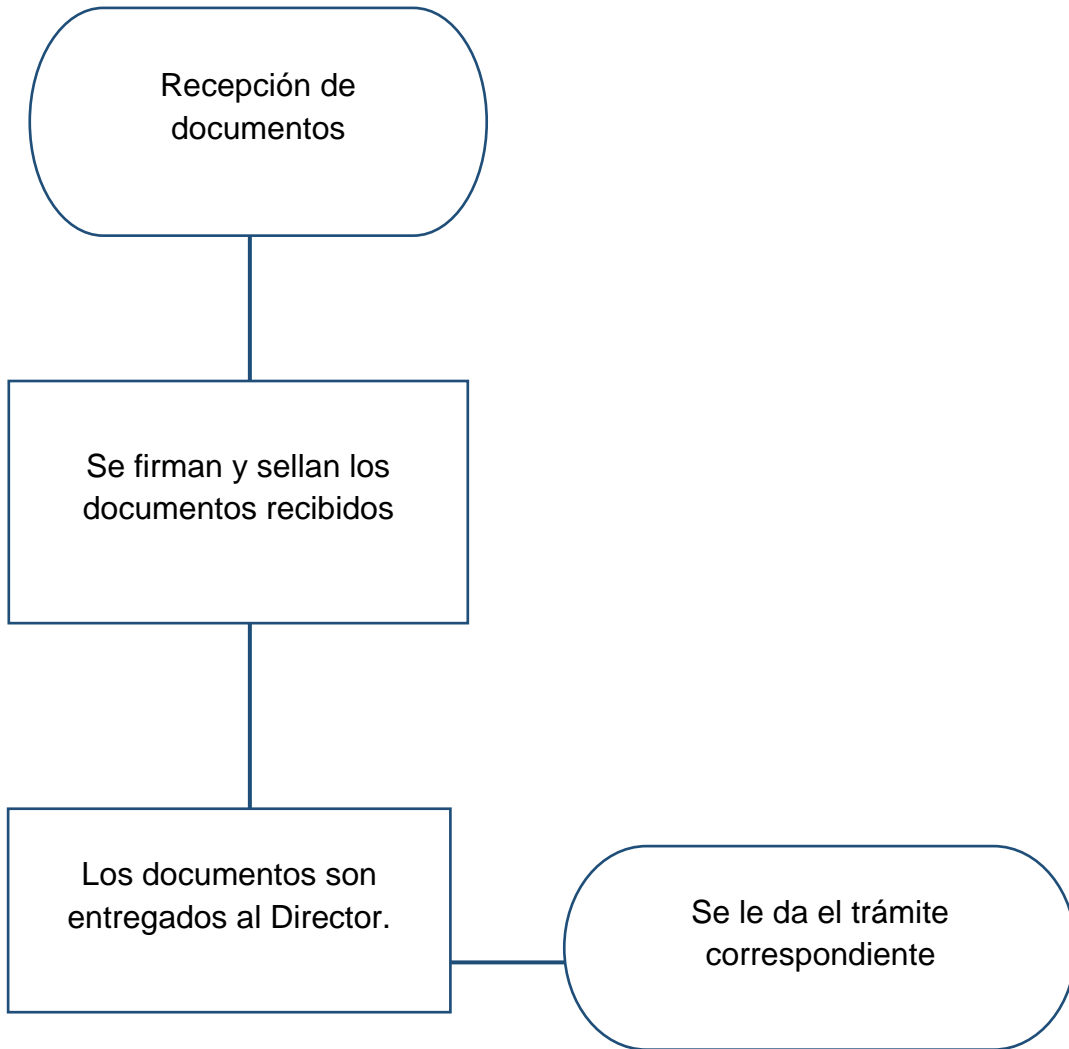 Recepción de
documentos
Se firman y sellan los
documentos recibidos
Los documentos son
entregados al Director.
Se le da el trámite
correspondiente